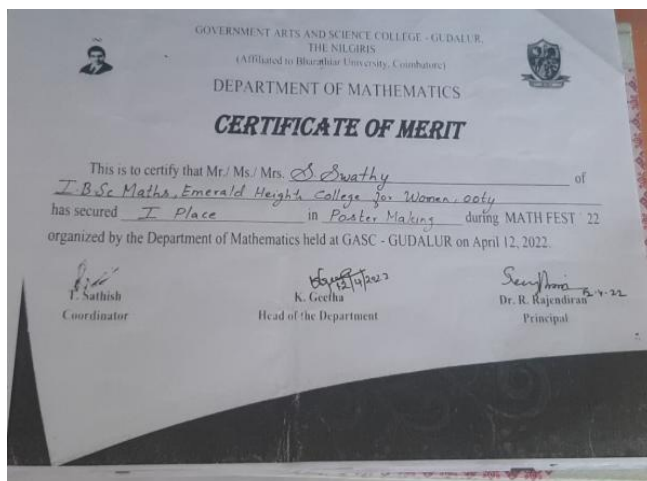 GOVERNMENT ARTS AND SCIENCE COLLEGE - GUDALUR,
THE NILGIRIS
(Affiliated to Bharathiar University, Coimbatore)
DEPARTMENT OF MATHEMATICS
CERTIFICATE OF MERIT
This is to certify that Mr./ Ms./ Mrs. S. Swathy of
I-B.Sc Maths, Emerald Heights College for Women, ooty
has secured I Place in Poster Making during MATH FEST ' 22
organized by the Department of Mathematics held at GASC - GUDALUR on April 12, 2022.
12/4/2022
T. Sathish K. Geetha Dr. R. Rajendiran
Coordinator Head of the Department Principal